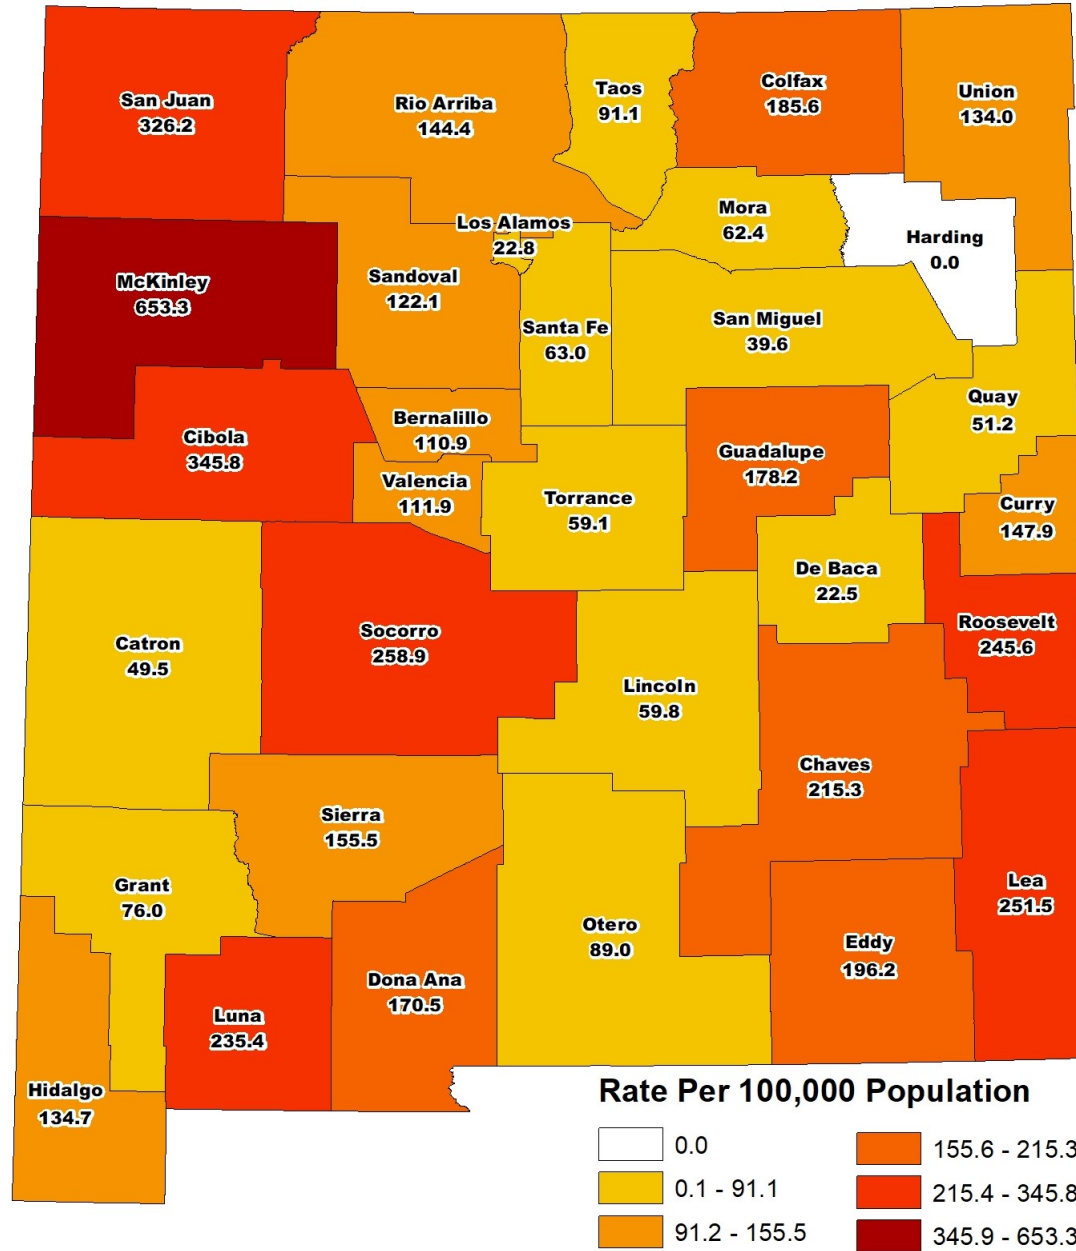 San Juan
326.2
Rio Arriba
144.4
Taos
91.1
Colfax
185.6
Union
134.0
McKinley
653.3
Sandoval
122.1
Los Alamos
22.8
Santa Fe
63.0
Mora
62.4
San Miguel
39.6
Harding
0.0
Quay
51.2
Cibola
345.8
Bernalillo
110.9
Valencia
111.9
Torrance
59.1
Guadalupe
178.2
Curry
147.9
De Baca
22.5
Roosevelt
245.6
Catron
49.5
Socorro
258.9
Lincoln
59.8
Chaves
215.3
Sierra
155.5
Grant
76.0
Otero
89.0
Eddy
196.2
Lea
251.5
Luna
235.4
Dona Ana
170.5
Hidalgo
134.7
Rate Per 100,000 Population
0.0
0.1 - 91.1
91.2 - 155.5
155.6 - 215.3
215.4 - 345.8
345.9 - 653.3